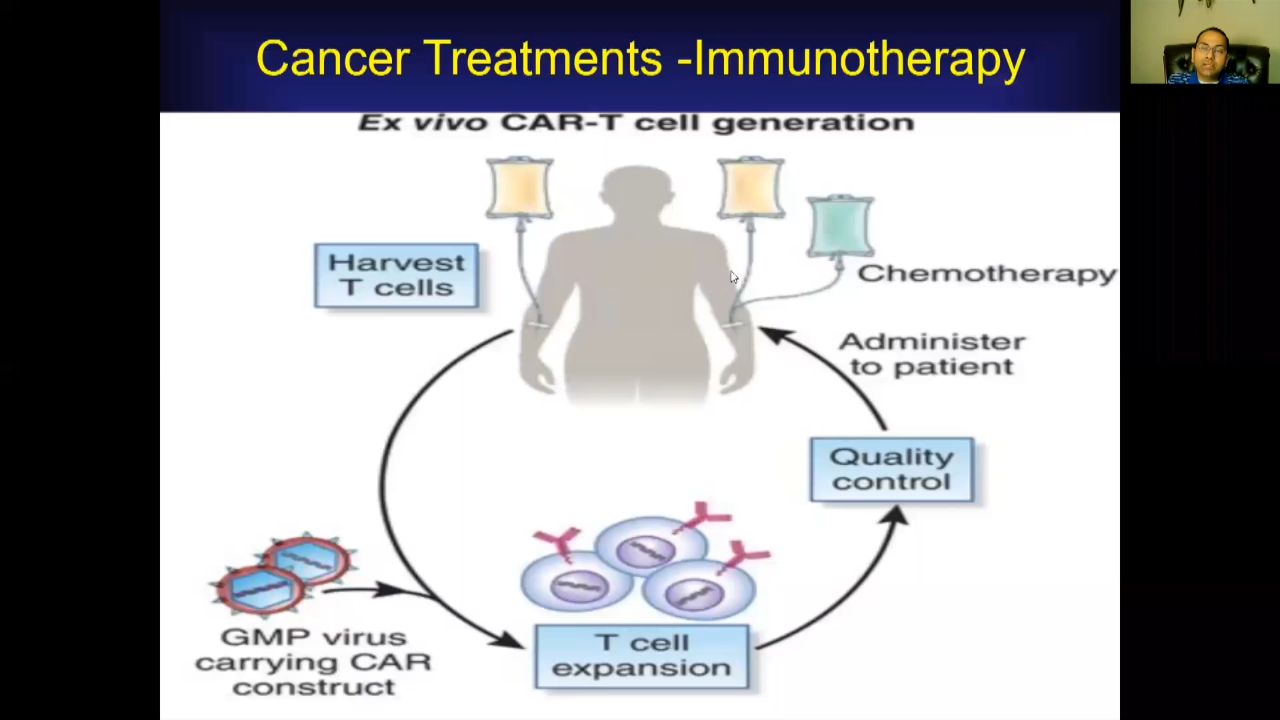 Cancer Treatments -Immunotherapy
Ex vivo CAR-T cell generation
Harvest
T cells
Chemotherapy
Administer
to patient
Quality
control
GMP virus
carrying CAR
construct
T cell
expansion